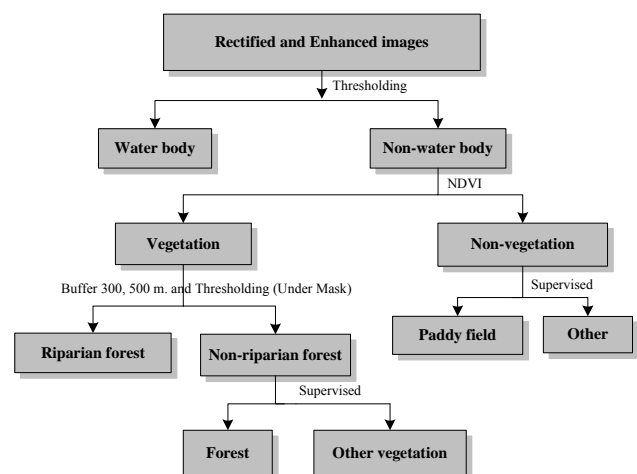 Rectified and Enhanced images
Thresholding
Water body
Non-water body
NDVI
Vegetation
Non-vegetation
Buffer 300, 500 m. and Thresholding (Under Mask)
Supervised
Riparian forest
Non-riparian forest
Paddy field
Other
Supervised
Forest
Other vegetation